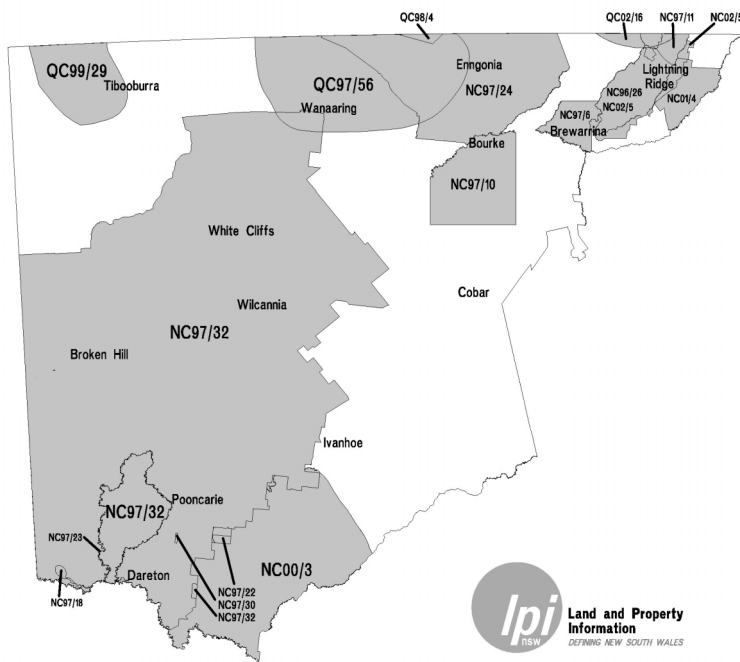 QC98/4
QC02/16
NC97/11
NC02/5
QC99/29
Tibooburra
QC97/56
Wanaaring
Enngonia
NC97/24
Lightning
Ridge
NC96/26
NC02/5
NC01/4
NC97/6
Brewarrina
Bourke
NC97/10
White Cliffs
Cobar
Wilcannia
NC97/32
Broken Hill
Ivanhoe
Pooncarie
NC97/32
NC97/23
NC00/3
Dareton
NC97/22
NC97/30
NC97/32
NC97/18
lpi
nsw
Land and Property
Information
DEFINING NEW SOUTH WALES